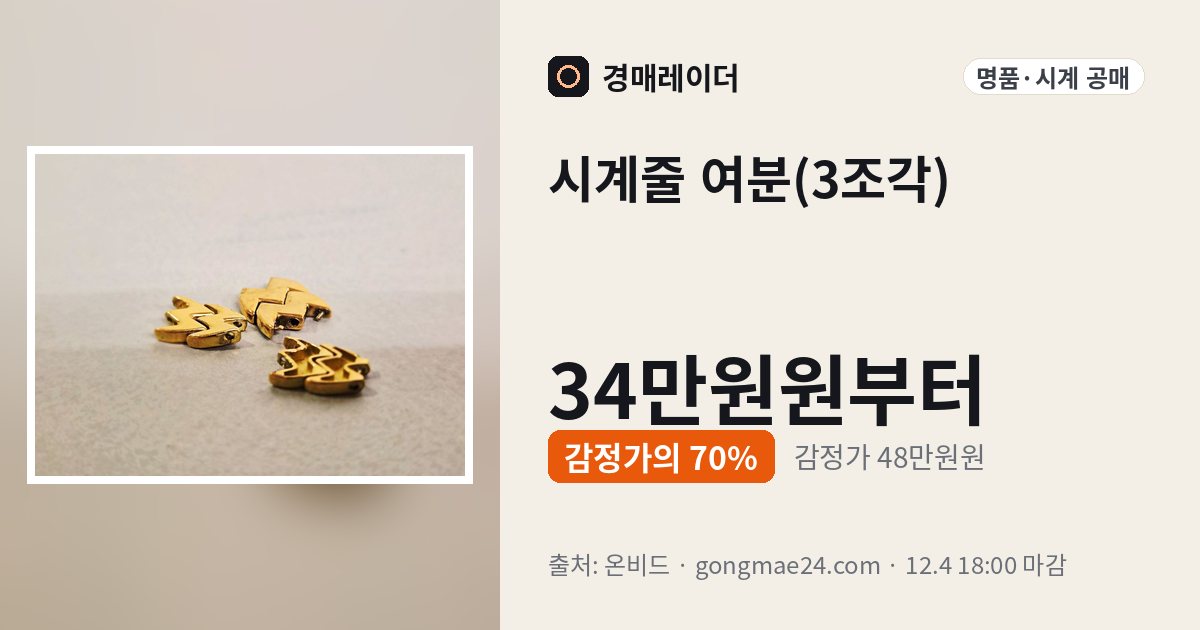 경매레이더
명품·시계 공매
시계줄 여분(3조각)
34만원원부터
감정가의 70% 감정가 48만원원
출처: 온비드 · gongmae24.com · 12.4 18:00 마감